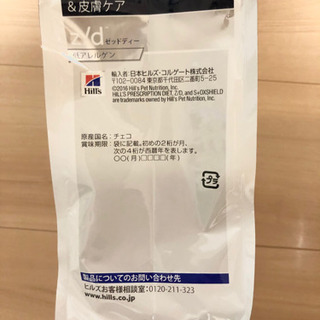 &皮膚ケア
z/d ゼッドディー
低アレルゲン
Hill's
輸入者:日本ヒルズ・コルゲート株式会社
〒102-0084 東京都千代田区二番町5-25
©2016 Hill's Pet Nutrition, Inc.
HILL'S PRESCRIPTION DIET, Z/D, and S+OXSHIELD
are trademarks owned by Hill's Pet Nutrition, Inc.
原産国名:チェコ
賞味期限:袋に記載。初めの2桁が月、
次の4桁が西暦年を表します。
○○(月)□□□□(年)
プラ
製品についてのお問い合わせ先
ヒルズお客様相談室:0120-211-323
www.hills.co.jp